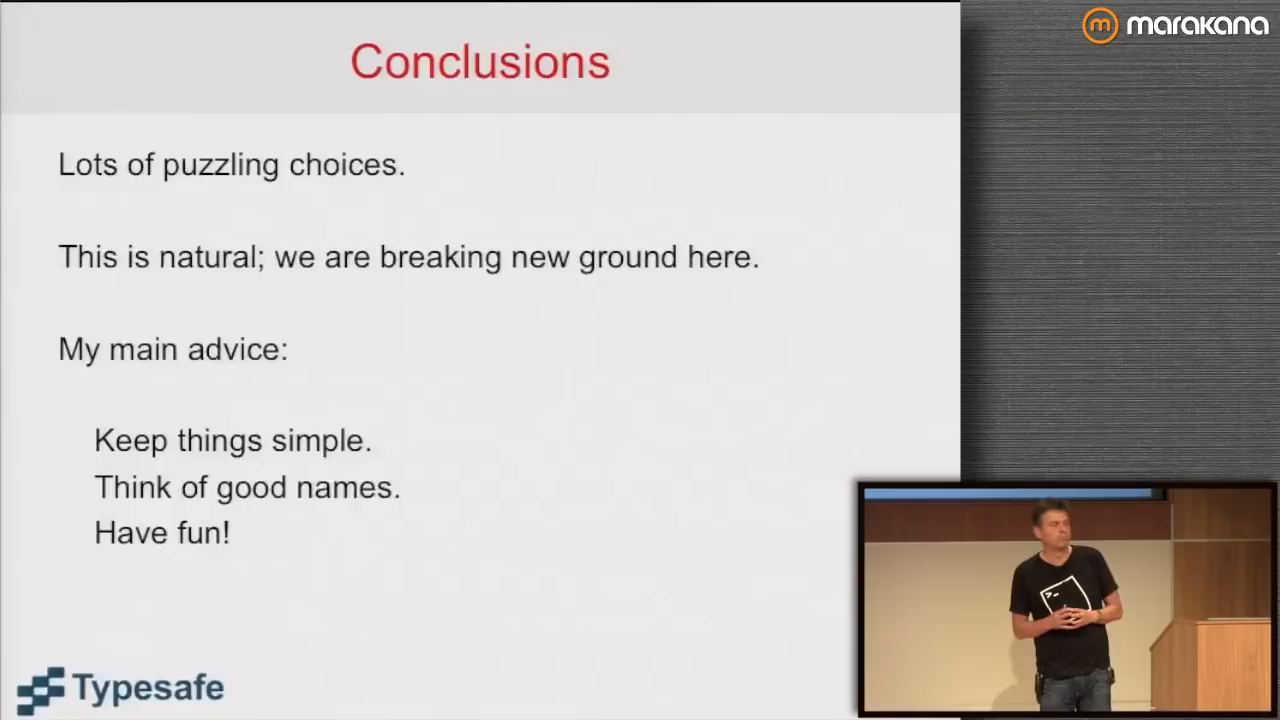 Conclusions
marakana
Lots of puzzling choices.
This is natural; we are breaking new ground here.
My main advice:
Keep things simple.
Think of good names.
Have fun!
Typesafe
>_